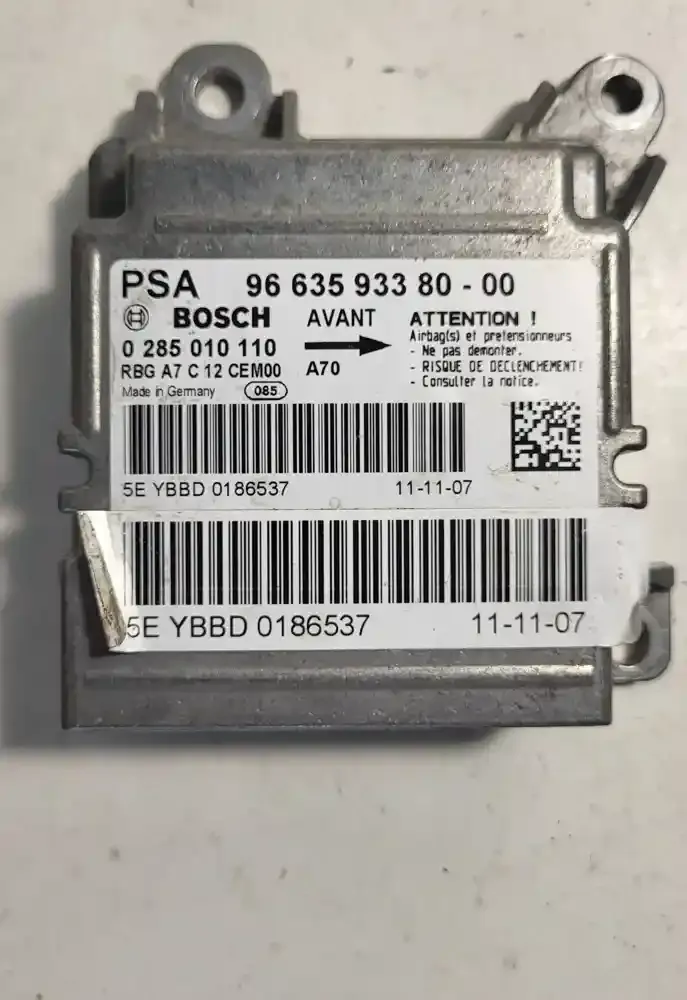 PSA 96 635 933 80 - 00
BOSCH AVANT
0 285 010 110
RBG A7 C 12 CEM00 A70
Made in Germany 085
ATTENTION !
Airbag(s) et pretensionneurs
- Ne pas demonter.
- RISQUE DE DECLENCHEMENT!
- Consulter la notice.
5E YBBD 0186537 11-11-07
5E YBBD 0186537 11-11-07